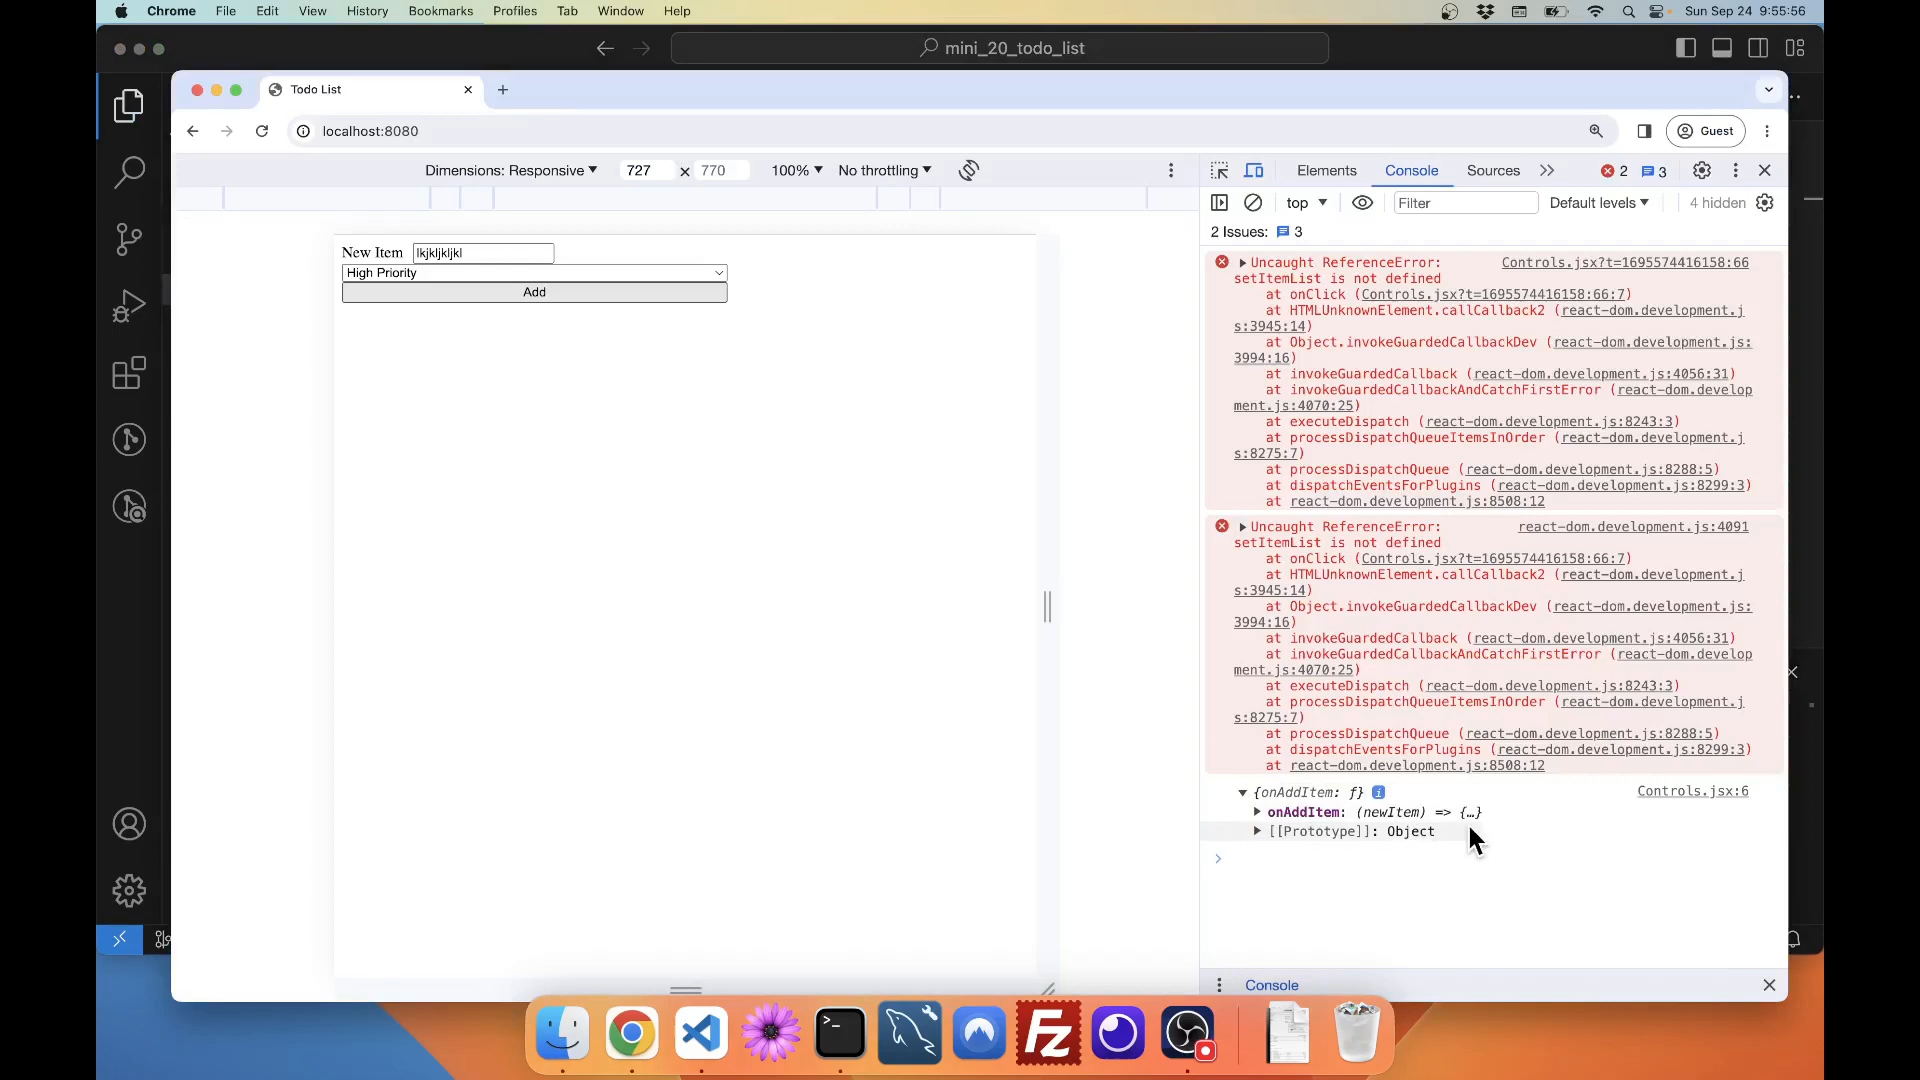 Chrome File Edit View History Bookmarks Profiles Tab Window Help Sun Sep 24 9:55:56
mini_20_todo_list
Todo List
localhost:8080 Guest
Dimensions: Responsive 727 × 770 100% No throttling
Elements Console Sources 2 3
top Filter Default levels 4 hidden
2 Issues: 3
New Item lkjkljkljkl
High Priority
Add
Uncaught ReferenceError: Controls.jsx?t=1695574416158:66
setItemList is not defined
at onClick (Controls.jsx?t=1695574416158:66:7)
at HTMLUnknownElement.callCallback2 (react-dom.development.j
s:3945:14)
at Object.invokeGuardedCallbackDev (react-dom.development.js:
3994:16)
at invokeGuardedCallback (react-dom.development.js:4056:31)
at invokeGuardedCallbackAndCatchFirstError (react-dom.develop
ment.js:4070:25)
at executeDispatch (react-dom.development.js:8243:3)
at processDispatchQueueItemsInOrder (react-dom.development.j
s:8275:7)
at processDispatchQueue (react-dom.development.js:8288:5)
at dispatchEventsForPlugins (react-dom.development.js:8299:3)
at react-dom.development.js:8508:12
Uncaught ReferenceError: react-dom.development.js:4091
setItemList is not defined
at onClick (Controls.jsx?t=1695574416158:66:7)
at HTMLUnknownElement.callCallback2 (react-dom.development.j
s:3945:14)
at Object.invokeGuardedCallbackDev (react-dom.development.js:
3994:16)
at invokeGuardedCallback (react-dom.development.js:4056:31)
at invokeGuardedCallbackAndCatchFirstError (react-dom.develop
ment.js:4070:25)
at executeDispatch (react-dom.development.js:8243:3)
at processDispatchQueueItemsInOrder (react-dom.development.j
s:8275:7)
at processDispatchQueue (react-dom.development.js:8288:5)
at dispatchEventsForPlugins (react-dom.development.js:8299:3)
at react-dom.development.js:8508:12
{onAddItem: ƒ} Controls.jsx:6
onAddItem: (newItem) => {…}
[[Prototype]]: Object
Console
Fz